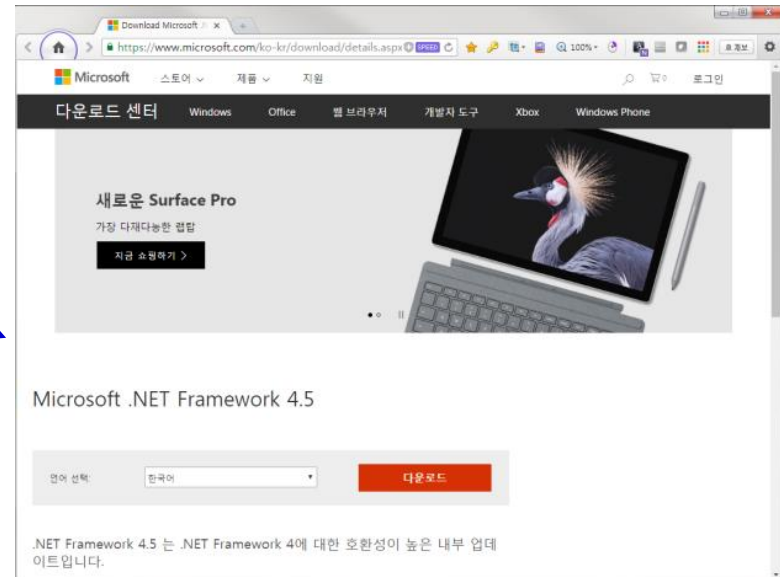 Download Microsoft
https://www.microsoft.com/ko-kr/download/details.aspx
SPEED
100%
Microsoft 스토어 제품 지원 0 로그인
다운로드 센터 Windows Office 웹 브라우저 개발자 도구 Xbox Windows Phone
새로운 Surface Pro
가장 다재다능한 랩탑
지금 쇼핑하기 >
Microsoft .NET Framework 4.5
언어 선택: 한국어 다운로드
.NET Framework 4.5 는 .NET Framework 4에 대한 호환성이 높은 내부 업데
이트입니다.